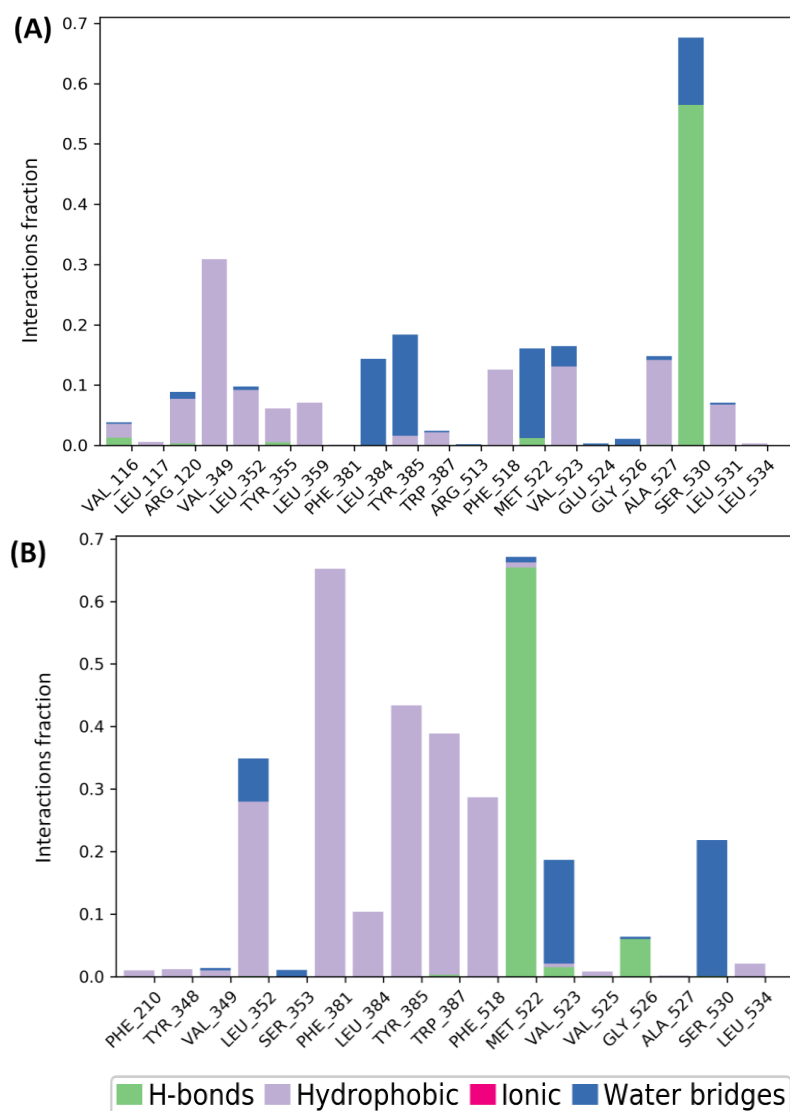 (A)
Interactions fraction
0.7
0.6
0.5
0.4
0.3
0.2
0.1
0.0
VAL_116
LEU_117
ARG_120
VAL_349
LEU_352
TYR_355
LEU_359
PHE_381
LEU_384
TYR_385
TRP_387
ARG_513
PHE_518
MET_522
VAL_523
GLU_524
GLY_526
ALA_527
SER_530
LEU_531
LEU_534
(B)
Interactions fraction
0.7
0.6
0.5
0.4
0.3
0.2
0.1
0.0
PHE_210
TYR_348
VAL_349
LEU_352
SER_353
PHE_381
LEU_384
TYR_385
TRP_387
PHE_518
MET_522
VAL_523
VAL_525
GLY_526
ALA_527
SER_530
LEU_534
H-bonds Hydrophobic Ionic Water bridges